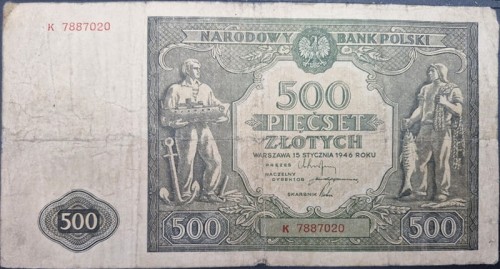 K 7887020
NARODOWY BANK POLSKI
500
PIĘĆSET
ZŁOTYCH
WARSZAWA 15 STYCZNIA 1946 ROKU
PREZES
NACZELNY
DYREKTOR
SKARBNIK
500
500
K 7887020
500